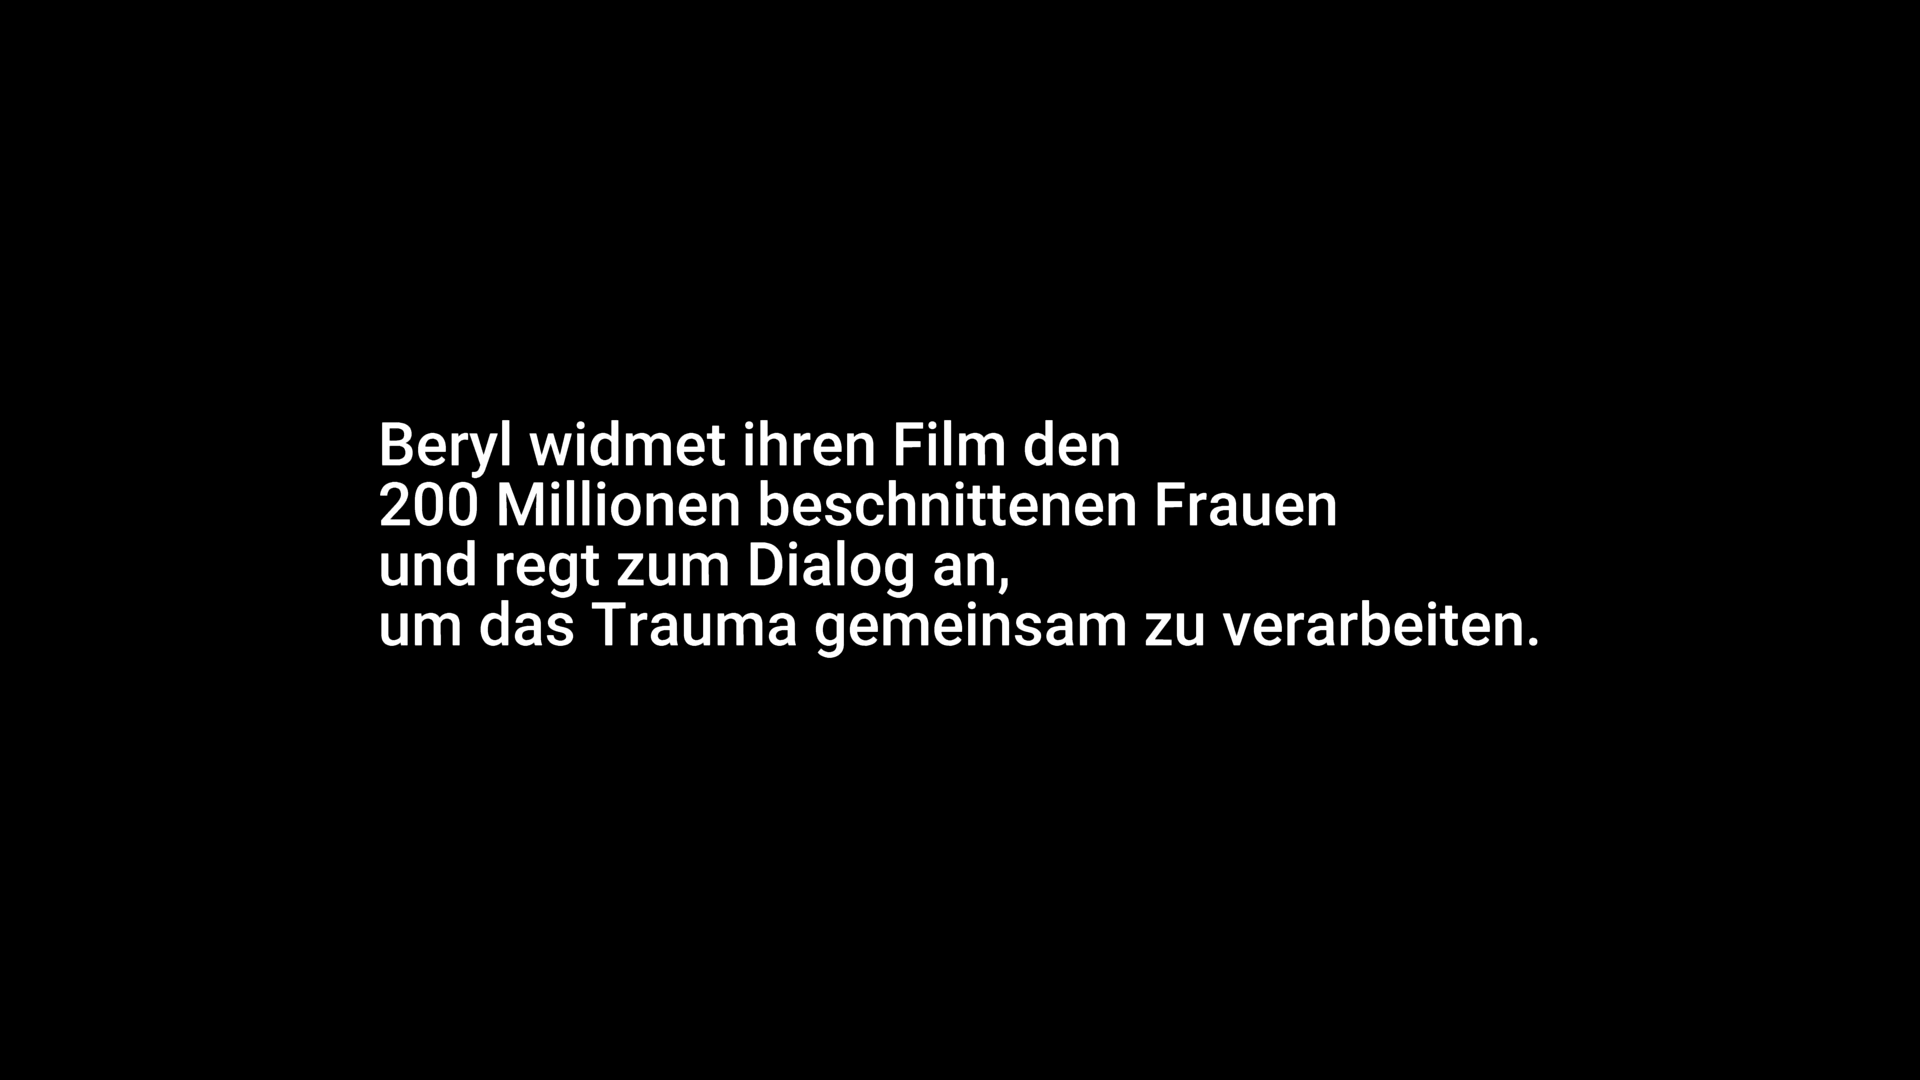 Beryl widmet ihren Film den
200 Millionen beschnittenen Frauen
und regt zum Dialog an,
um das Trauma gemeinsam zu verarbeiten.